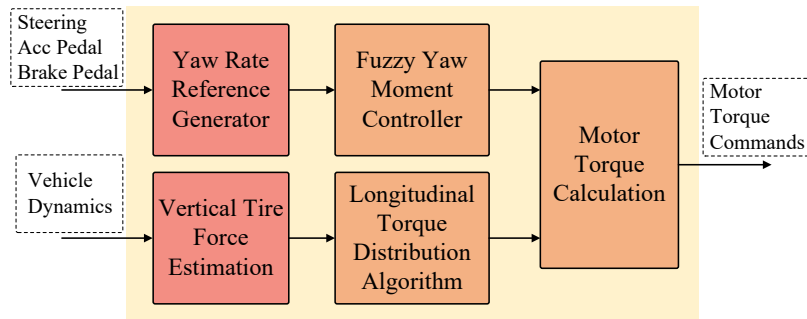 Steering
Acc Pedal
Brake Pedal
Yaw Rate
Reference
Generator
Fuzzy Yaw
Moment
Controller
Motor
Torque
Calculation
Motor
Torque
Commands
Vehicle
Dynamics
Vertical Tire
Force
Estimation
Longitudinal
Torque
Distribution
Algorithm